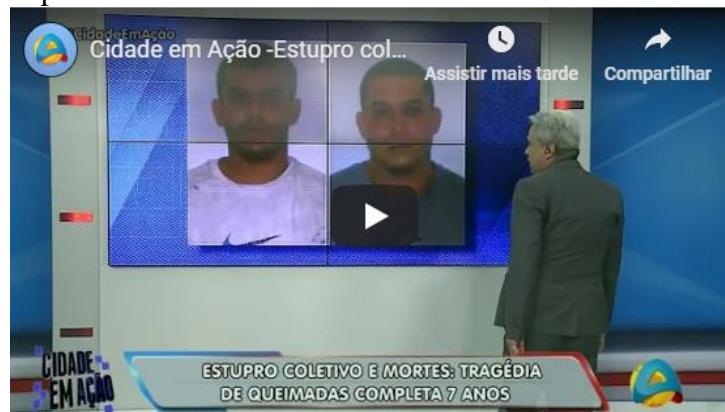 #CidadeEmAção
Cidade em Ação -Estupro col...
Assistir mais tarde
Compartilhar
CIDADE
EM AÇÃO
ESTUPRO COLETIVO E MORTES: TRAGÉDIA
DE QUEIMADAS COMPLETA 7 ANOS